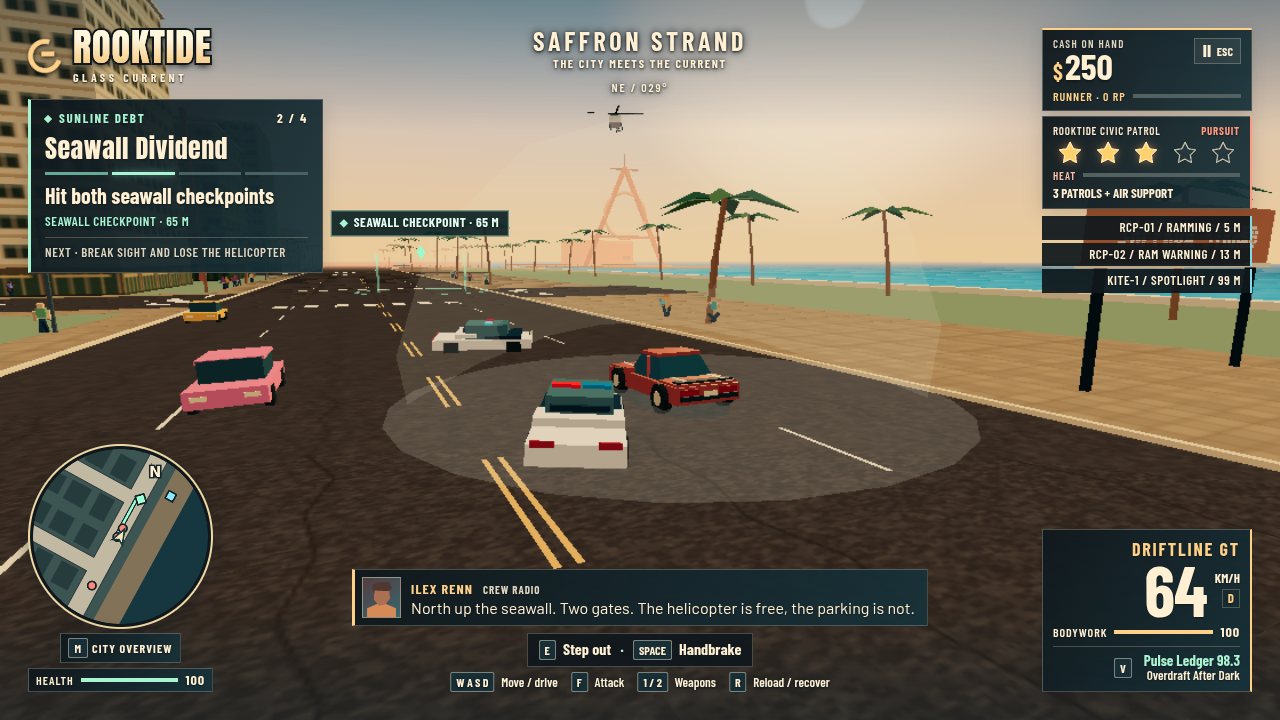 ROOKTIDE
GLASS CURRENT
SUNLINE DEBT 2 / 4
Seawall Dividend
Hit both seawall checkpoints
SEAWALL CHECKPOINT · 65 M
NEXT · BREAK SIGHT AND LOSE THE HELICOPTER
SAFFRON STRAND
THE CITY MEETS THE CURRENT
NE / 029°
SEAWALL CHECKPOINT · 65 M
CASH ON HAND
$250
ESC
RUNNER · 0 RP
ROOKTIDE CIVIC PATROL PURSUIT
HEAT
3 PATROLS + AIR SUPPORT
RCP-01 / RAMMING / 5 M
RCP-02 / RAM WARNING / 13 M
KITE-1 / SPOTLIGHT / 99 M
N
M CITY OVERVIEW
HEALTH 100
ILEX RENN CREW RADIO
North up the seawall. Two gates. The helicopter is free, the parking is not.
E Step out · SPACE Handbrake
W A S D Move / drive F Attack 1 / 2 Weapons R Reload / recover
DRIFTLINE GT
64 KM/H
D
BODYWORK 100
V Pulse Ledger 98.3
Overdraft After Dark